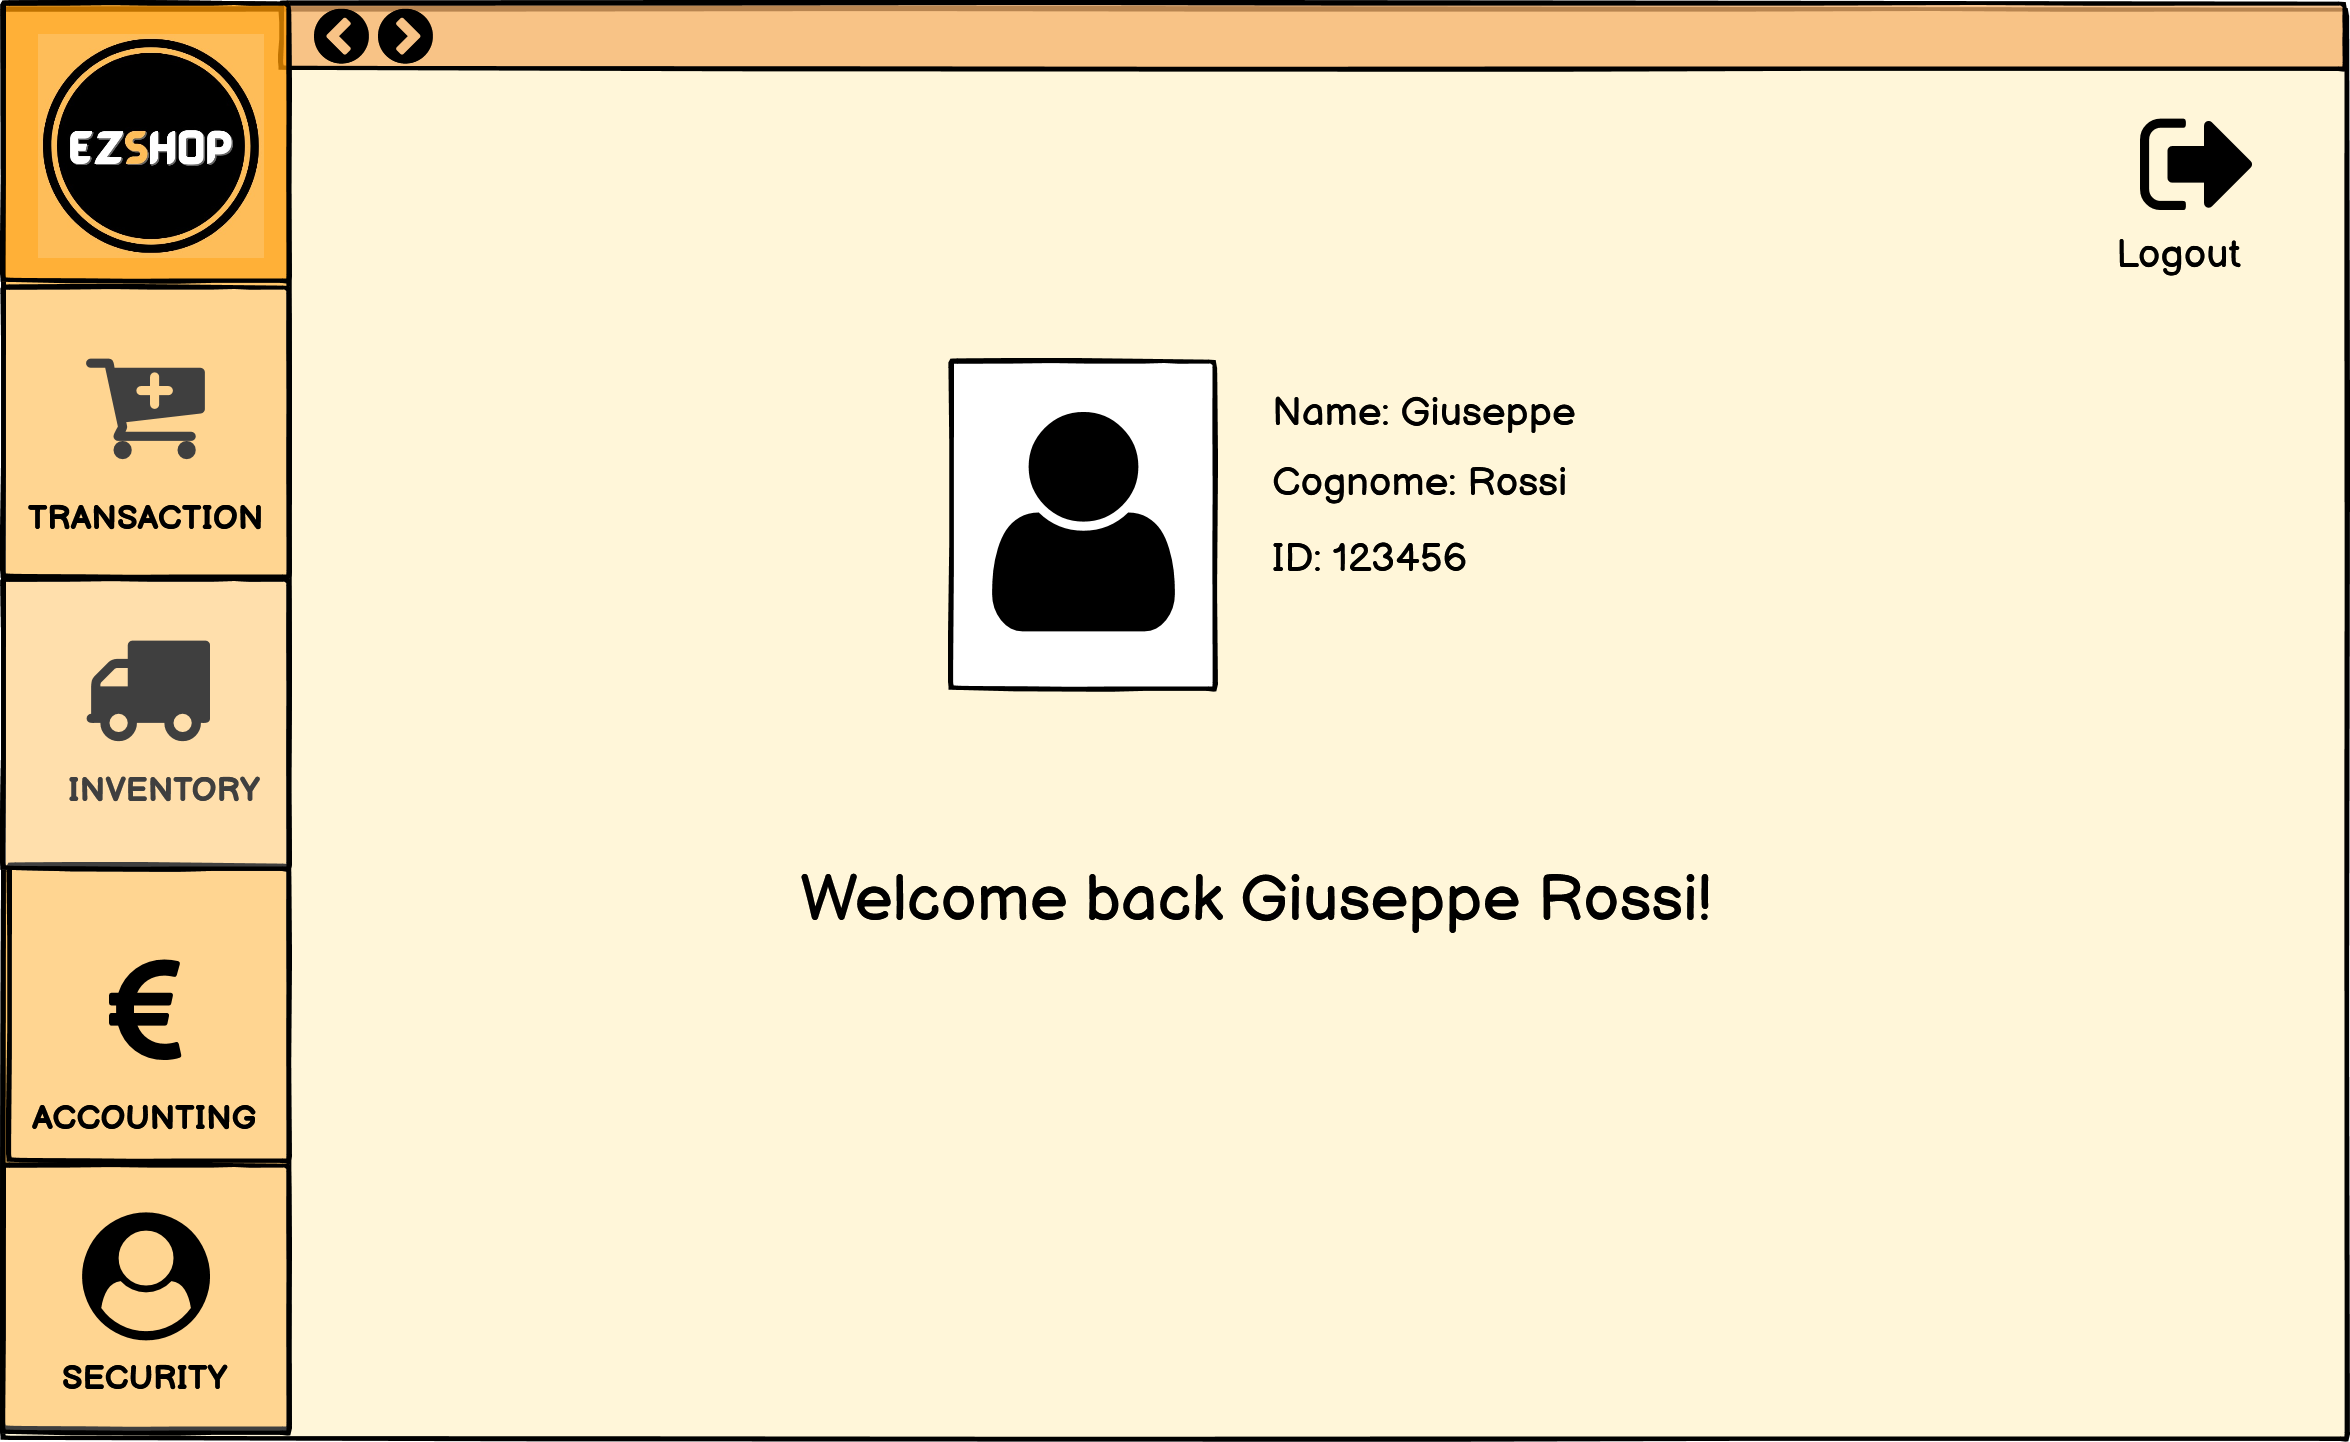 EZSHOP
Logout
TRANSACTION
INVENTORY
ACCOUNTING
SECURITY
Name: Giuseppe
Cognome: Rossi
ID: 123456
Welcome back Giuseppe Rossi!